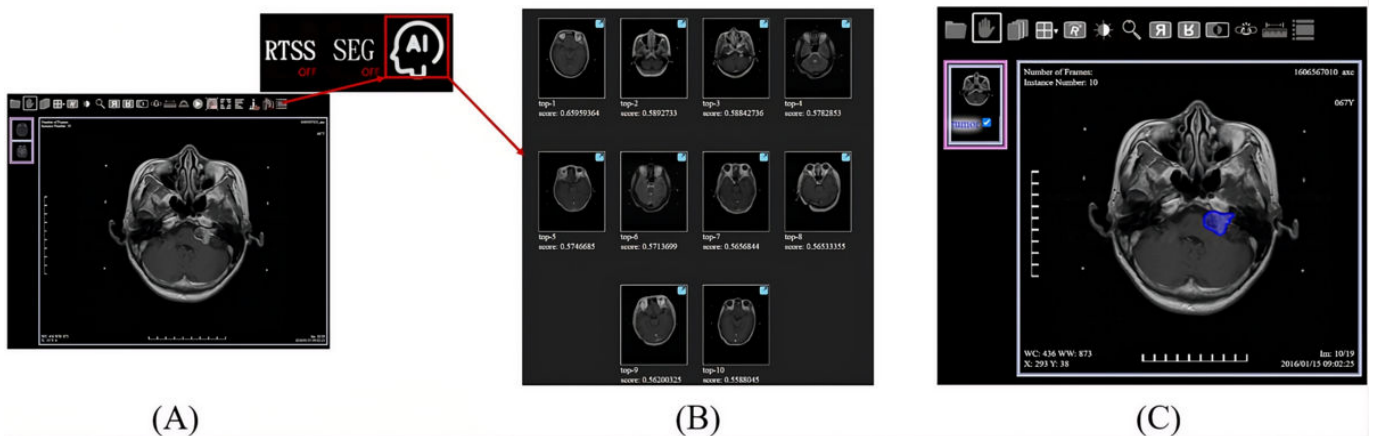 RTSS SEG AI
OFF OFF
top-1
score: 0.65959364
top-2
score: 0.5892733
top-3
score: 0.58842736
top-4
score: 0.5782853
top-5
score: 0.5746685
top-6
score: 0.5713699
top-7
score: 0.5656844
top-8
score: 0.56533355
top-9
score: 0.56200325
top-10
score: 0.5588045
Number of Frames:
Instance Number: 10
1606567010 axc
067Y
WC: 436 WW: 873
X: 293 Y: 38
Im: 10/19
2016/01/15 09:02:25
(A)
(B)
(C)